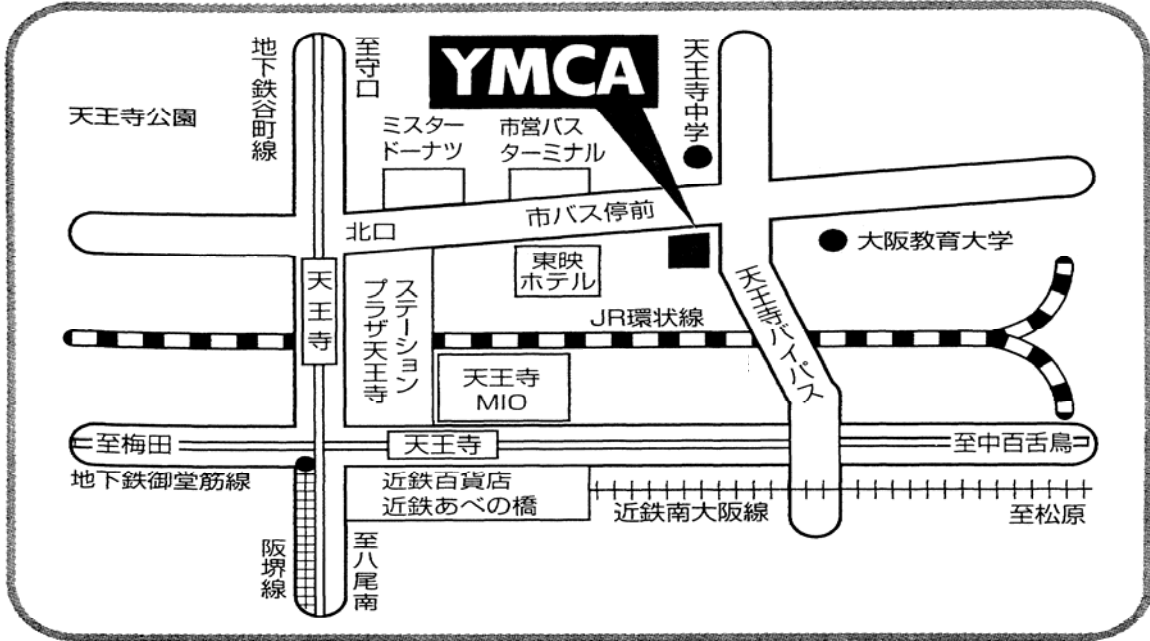 YMCA
地下鉄谷町線
至守口
天王寺中学
天王寺公園
ミスター
ドーナツ
市営バス
ターミナル
市バス停前
北口
大阪教育大学
東映
ホテル
天王寺
ステーション
プラザ天王寺
天王寺バイパス
JR環状線
天王寺
MIO
至梅田
天王寺
至中百舌鳥
地下鉄御堂筋線
近鉄百貨店
近鉄あべの橋
近鉄南大阪線
至松原
阪堺線
至八尾南